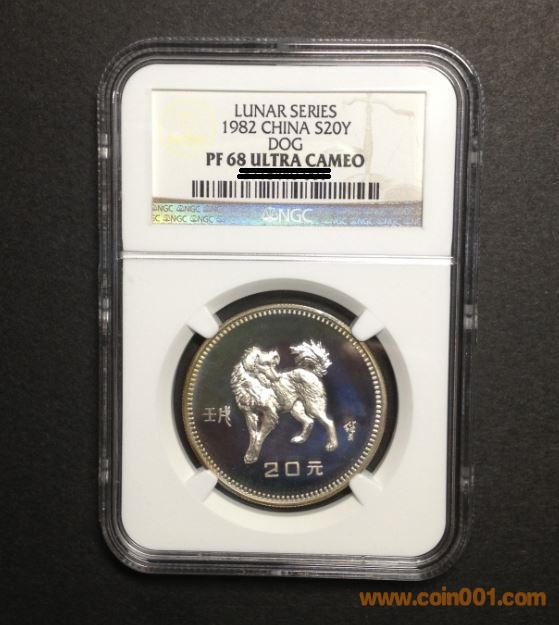 LUNAR SERIES
1982 CHINA S20Y
DOG
PF 68 ULTRA CAMEO
NGC
壬戌
20元
www.coin001.com